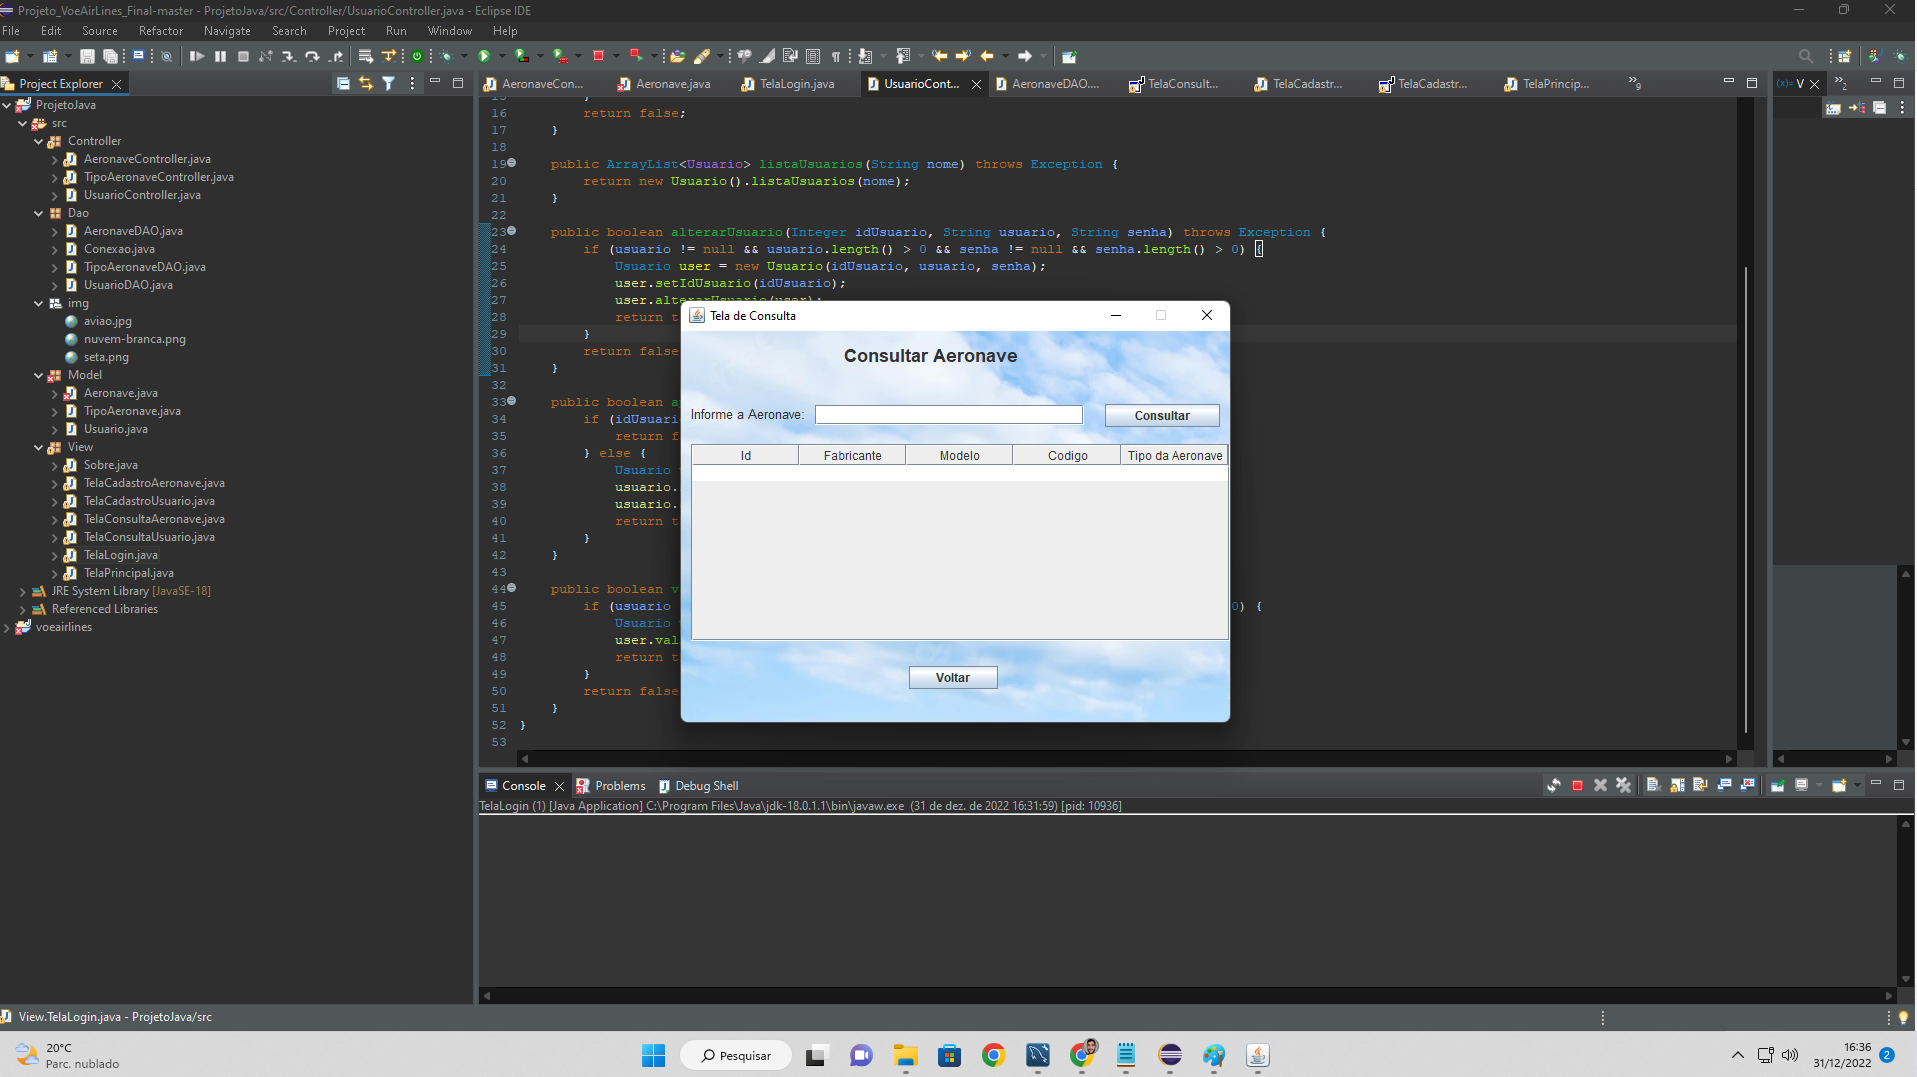 Projeto_VoeAirLines_Final-master - ProjetoJava/src/Controller/UsuarioController.java - Eclipse IDE
File Edit Source Refactor Navigate Search Project Run Window Help
Project Explorer
ProjetoJava
src
Controller
AeronaveController.java
TipoAeronaveController.java
UsuarioController.java
Dao
AeronaveDAO.java
Conexao.java
TipoAeronaveDAO.java
UsuarioDAO.java
img
aviao.jpg
nuvem-branca.png
seta.png
Model
Aeronave.java
TipoAeronave.java
Usuario.java
View
Sobre.java
TelaCadastroAeronave.java
TelaCadastroUsuario.java
TelaConsultaAeronave.java
TelaConsultaUsuario.java
TelaLogin.java
TelaPrincipal.java
JRE System Library [JavaSE-18]
Referenced Libraries
voeairlines
AeronaveCon... Aeronave.java TelaLogin.java UsuarioCont... AeronaveDAO.... TelaConsult... TelaCadastr... TelaCadastr... TelaPrincip... 9
(x)= V 2
15 }
16 return false;
17 }
18
19 public ArrayList<Usuario> listaUsuarios(String nome) throws Exception {
20 return new Usuario().listaUsuarios(nome);
21 }
22
23 public boolean alterarUsuario(Integer idUsuario, String usuario, String senha) throws Exception {
24 if (usuario != null && usuario.length() > 0 && senha != null && senha.length() > 0) {
25 Usuario user = new Usuario(idUsuario, usuario, senha);
26 user.setIdUsuario(idUsuario);
27 user.alterarUsuario(user);
28 return t
29 }
30 return false
31 }
32
33 public boolean a
34 if (idUsuari
35 return f
36 } else {
37 Usuario
38 usuario.
39 usuario.
40 return t
41 }
42 }
43
44 public boolean v
45 if (usuario 0) {
46 Usuario
47 user.val
48 return t
49 }
50 return false
51 }
52 }
53
Tela de Consulta
Consultar Aeronave
Informe a Aeronave: Consultar
Id Fabricante Modelo Codigo Tipo da Aeronave
Voltar
Console Problems Debug Shell
TelaLogin (1) [Java Application] C:\Program Files\Java\jdk-18.0.1.1\bin\javaw.exe (31 de dez. de 2022 16:31:59) [pid: 10936]
View.TelaLogin.java - ProjetoJava/src
20°C
Parc. nublado
Pesquisar
16:36
31/12/2022
2